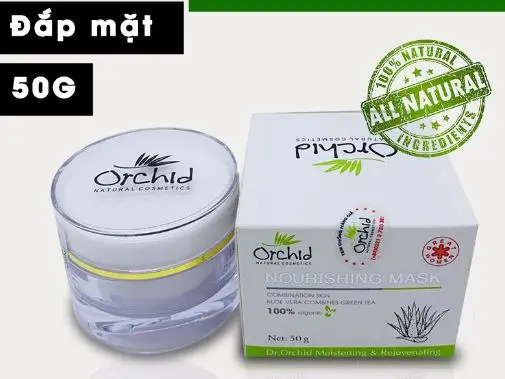 Đắp mặt
50G
100% NATURAL
ALL NATURAL
INGREDIENTS
Orchid
NATURAL COSMETICS
Orchid
NATURAL COSMETICS
Orchid
NATURAL COSMETICS
NOURISHING MASK
COMBINATION SKIN
ALOE VERA COMBINES GREEN TEA
100% organic
Net: 50 g
Dr.Orchid Moistening & Rejuvenating